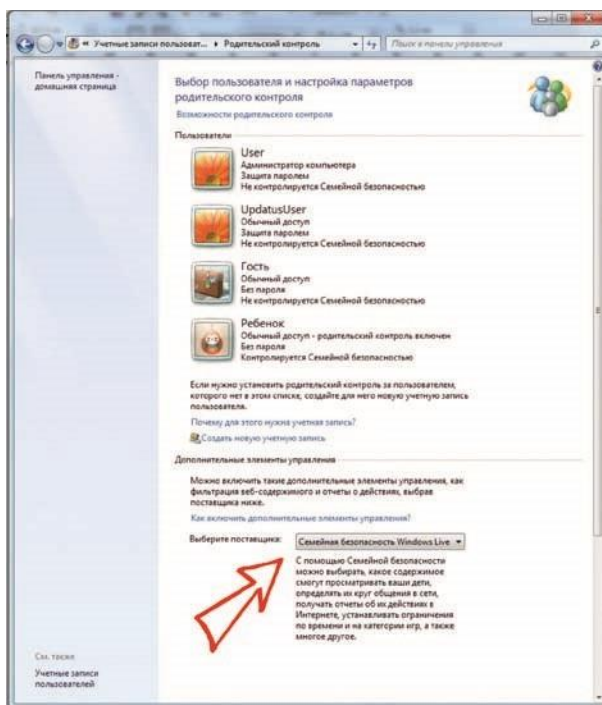 Учетные записи пользоват... Родительский контроль
Поиск в панели управления
Панель управления -
домашняя страница
Выбор пользователя и настройка параметров
родительского контроля
Возможности родительского контроля
Пользователи
User
Администратор компьютера
Защита паролем
Не контролируется Семейной безопасностью
UpdatusUser
Обычный доступ
Защита паролем
Не контролируется Семейной безопасностью
Гость
Обычный доступ
Без пароля
Не контролируется Семейной безопасностью
Ребенок
Обычный доступ - родительский контроль включен
Без пароля
Контролируется Семейной безопасностью
Если нужно установить родительский контроль за пользователем,
которого нет в этом списке, создайте для него новую учетную запись
пользователя.
Почему для этого нужна учетная запись?
Создать новую учетную запись
Дополнительные элементы управления
Можно включить такие дополнительные элементы управления, как
фильтрация веб-содержимого и отчеты о действиях, выбрав
поставщика ниже.
Как включить дополнительные элементы управления?
Выберите поставщика: Семейная безопасность Windows Live
С помощью Семейной безопасности
можно выбирать, какое содержимое
смогут просматривать ваши дети,
определять их круг общения в сети,
получать отчеты об их действиях в
Интернете, устанавливать ограничения
по времени и на категории игр, а также
многое другое.
См. также
Учетные записи
пользователей